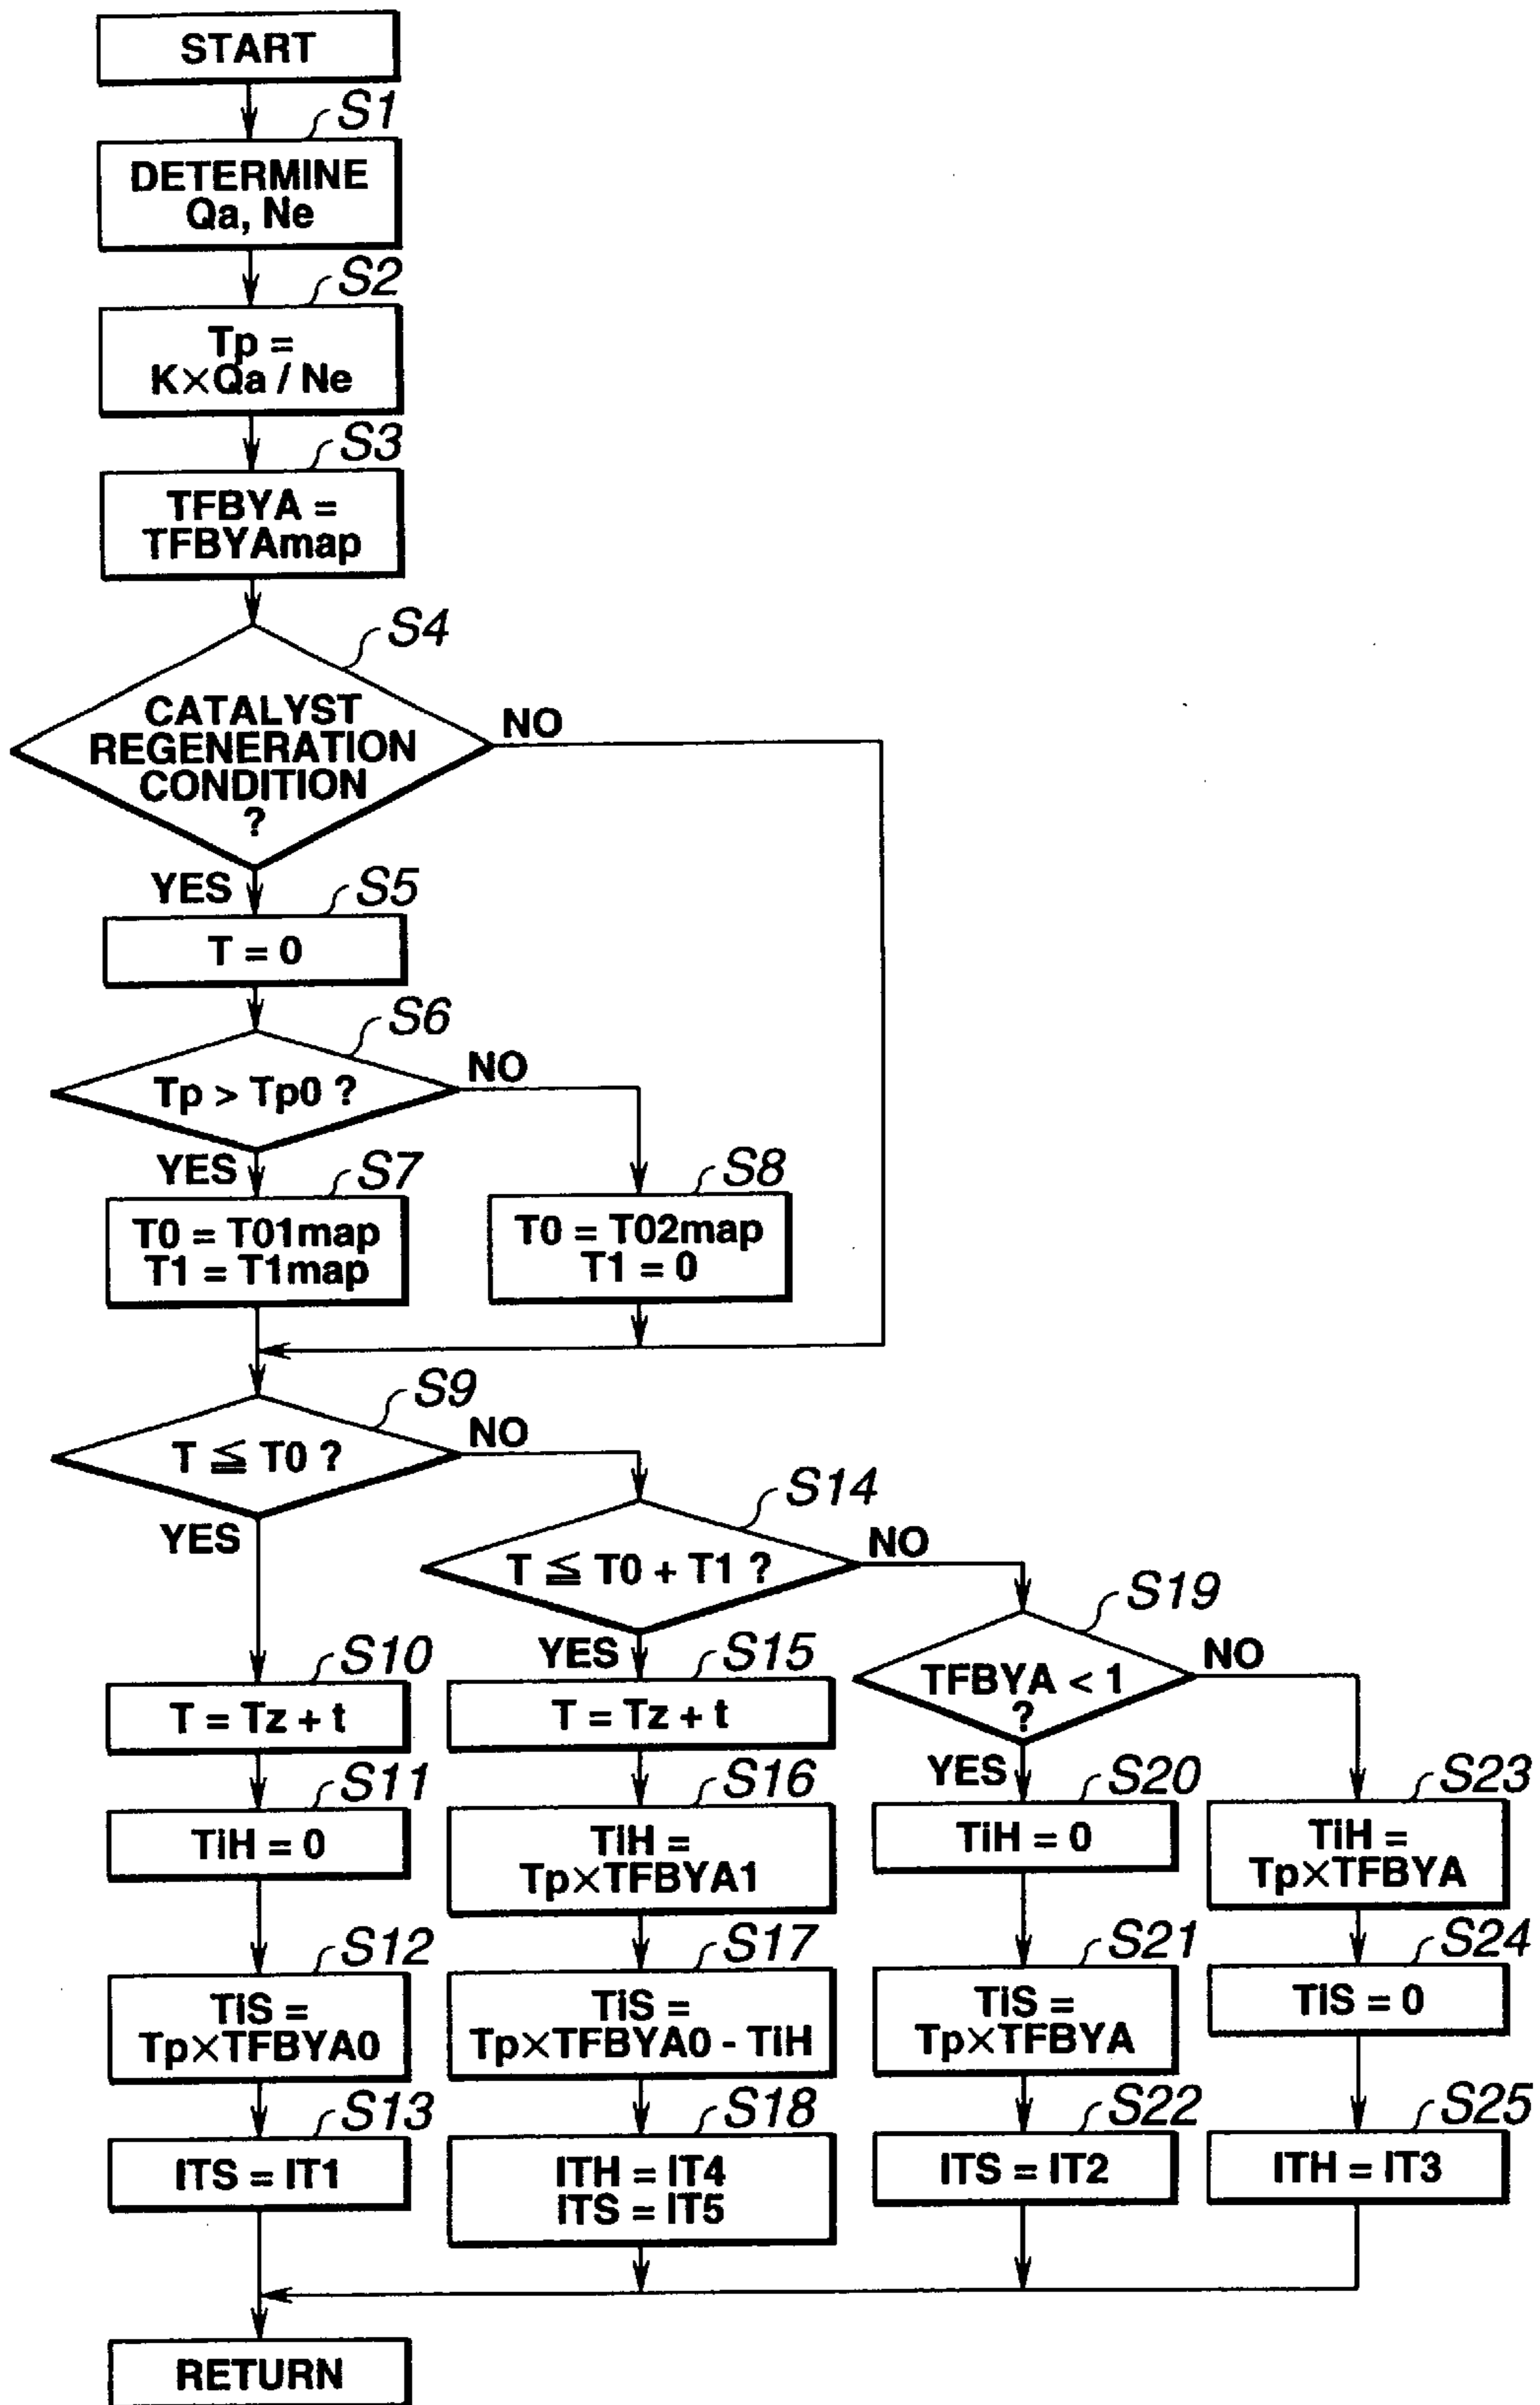 START
S1
DETERMINE
Qa, Ne
S2
Tp =
K×Qa / Ne
S3
TFBYA =
TFBYAmap
S4
CATALYST
REGENERATION
CONDITION
?
NO
YES
S5
T = 0
S6
Tp > Tp0 ?
NO
YES
S7
T0 = T01map
T1 = T1map
S8
T0 = T02map
T1 = 0
S9
T ≦ T0 ?
NO
YES
S14
T ≦ T0 + T1 ?
NO
YES
S19
TFBYA < 1
?
NO
YES
S10
T = Tz + t
S11
TiH = 0
S12
TiS =
Tp×TFBYA0
S13
ITS = IT1
S15
T = Tz + t
S16
TiH =
Tp×TFBYA1
S17
TiS =
Tp×TFBYA0 - TiH
S18
ITH = IT4
ITS = IT5
S20
TiH = 0
S21
TiS =
Tp×TFBYA
S22
ITS = IT2
S23
TiH =
Tp×TFBYA
S24
TiS = 0
S25
ITH = IT3
RETURN